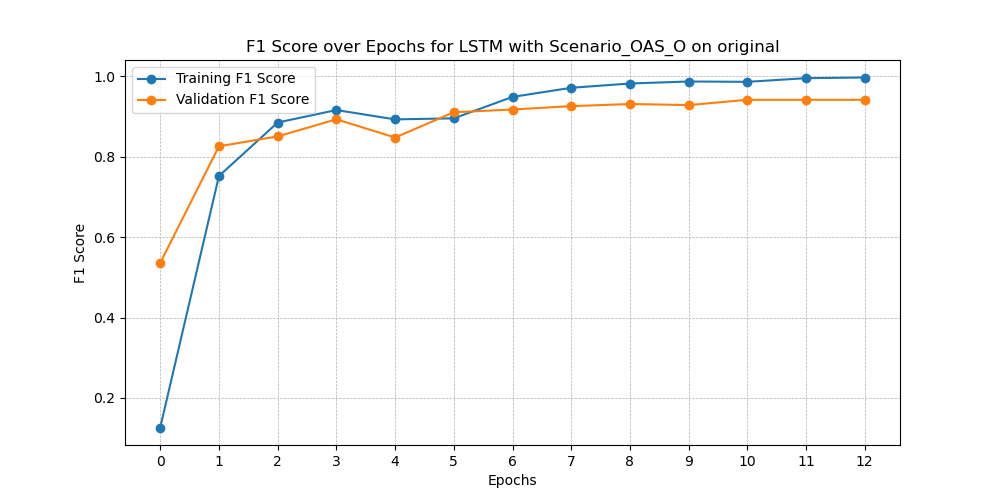 F1 Score over Epochs for LSTM with Scenario_OAS_O on original
Training F1 Score
Validation F1 Score
F1 Score
1.0
0.8
0.6
0.4
0.2
0 1 2 3 4 5 6 7 8 9 10 11 12
Epochs